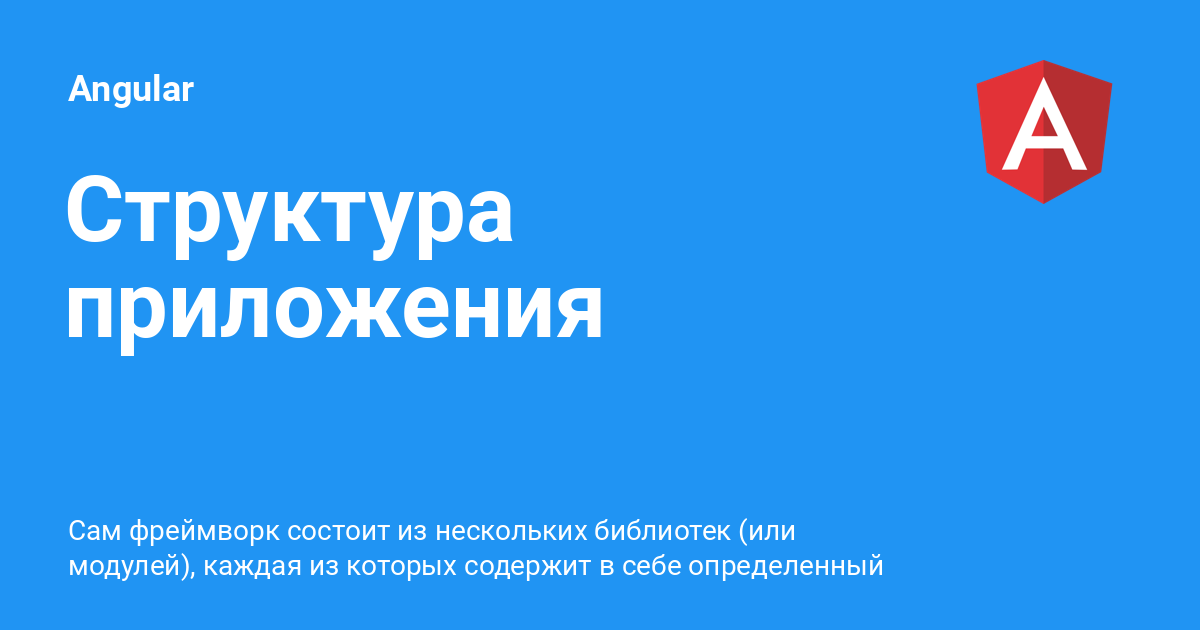 Angular
Структура
приложения
Сам фреймворк состоит из нескольких библиотек (или
модулей), каждая из которых содержит в себе определенный